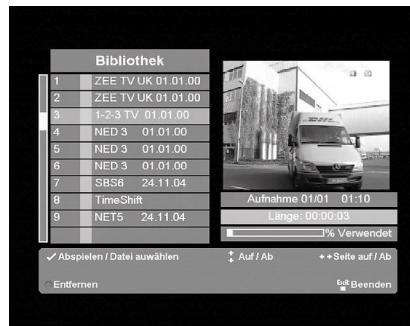 Bibliothek
1 ZEE TV UK 01.01.00
2 ZEE TV UK 01.01.00
3 1-2-3 TV 01.01.00
4 NED 3 01.01.00
5 NED 3 01.01.00
6 NED 3 01.01.00
7 SBS6 24.11.04
8 TimeShift
9 NET5 24.11.04
DHL
Aufnahme 01/01 01:10
Länge: 00:00:03
% Verwendet
Abspielen / Datei auwählen Auf / Ab Seite auf / Ab
Entfernen Exit Beenden